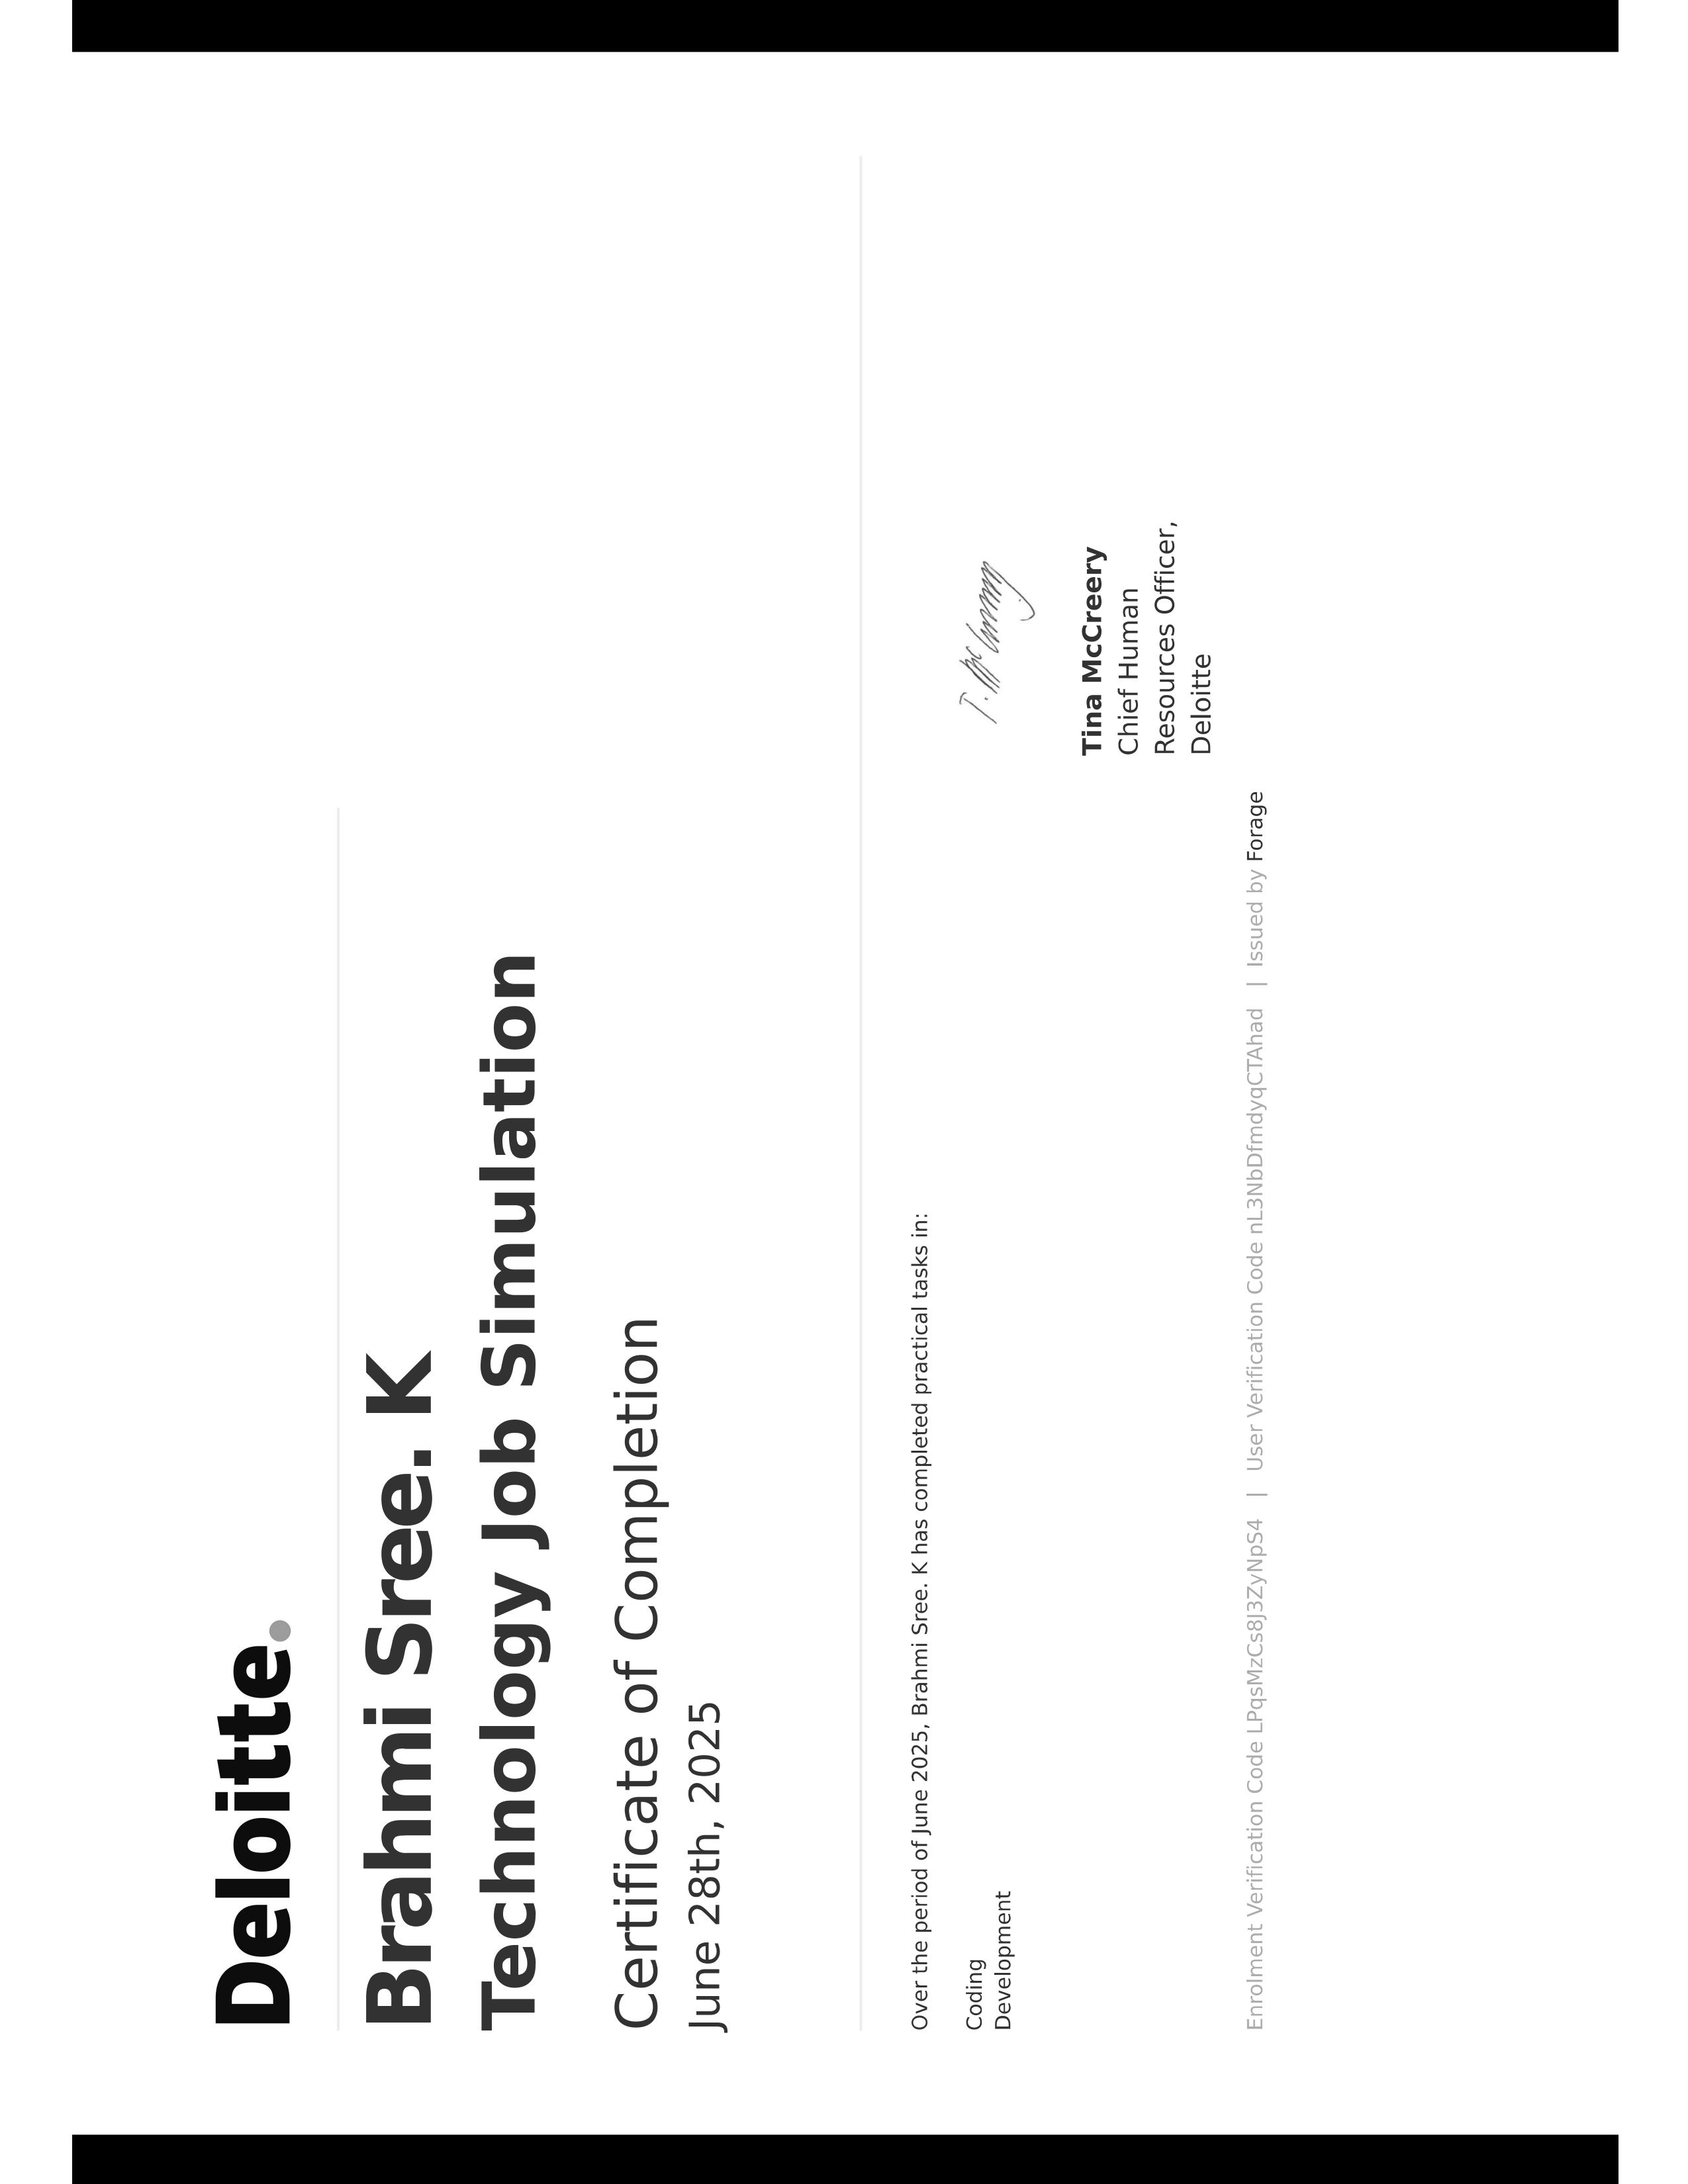 Deloitte.
Brahmi Sree. K
Technology Job Simulation
Certificate of Completion
June 28th, 2025
Over the period of June 2025, Brahmi Sree. K has completed practical tasks in:
Coding
Development
T. McCreery
Tina McCreery
Chief Human
Resources Officer,
Deloitte
Enrolment Verification Code LPqsMzCs8J3ZyNpS4 | User Verification Code nL3NbDfmdyqCTAhad | Issued by Forage